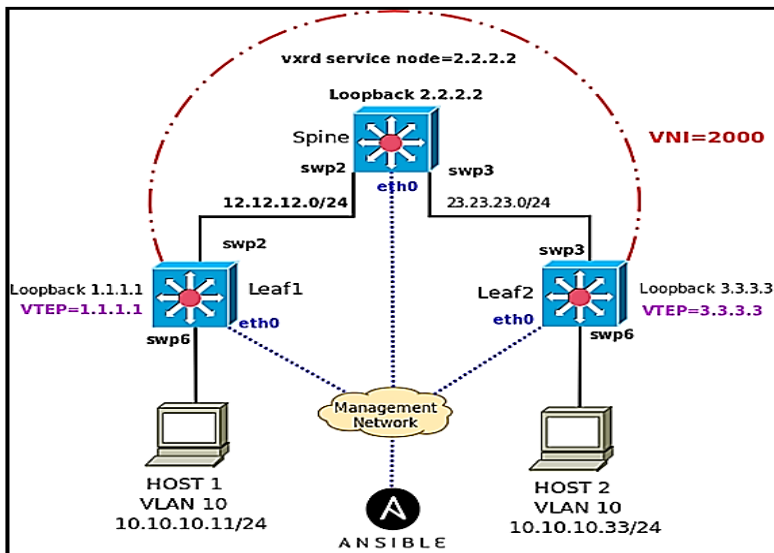 vxrd service node=2.2.2.2
Loopback 2.2.2.2
Spine
VNI=2000
swp2
swp3
eth0
12.12.12.0/24
23.23.23.0/24
swp2
swp3
Loopback 1.1.1.1
Leaf1
Leaf2
Loopback 3.3.3.3
VTEP=1.1.1.1
VTEP=3.3.3.3
eth0
eth0
swp6
swp6
Management
Network
HOST 1
VLAN 10
10.10.10.11/24
HOST 2
VLAN 10
10.10.10.33/24
A
ANSIBLE